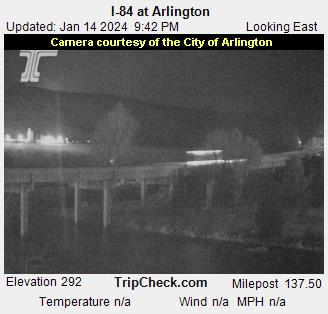 I-84 at Arlington
Updated: Jan 14 2024 9:42 PM Looking East
Camera courtesy of the City of Arlington
Elevation 292 TripCheck.com Milepost 137.50
Temperature n/a Wind n/a MPH n/a